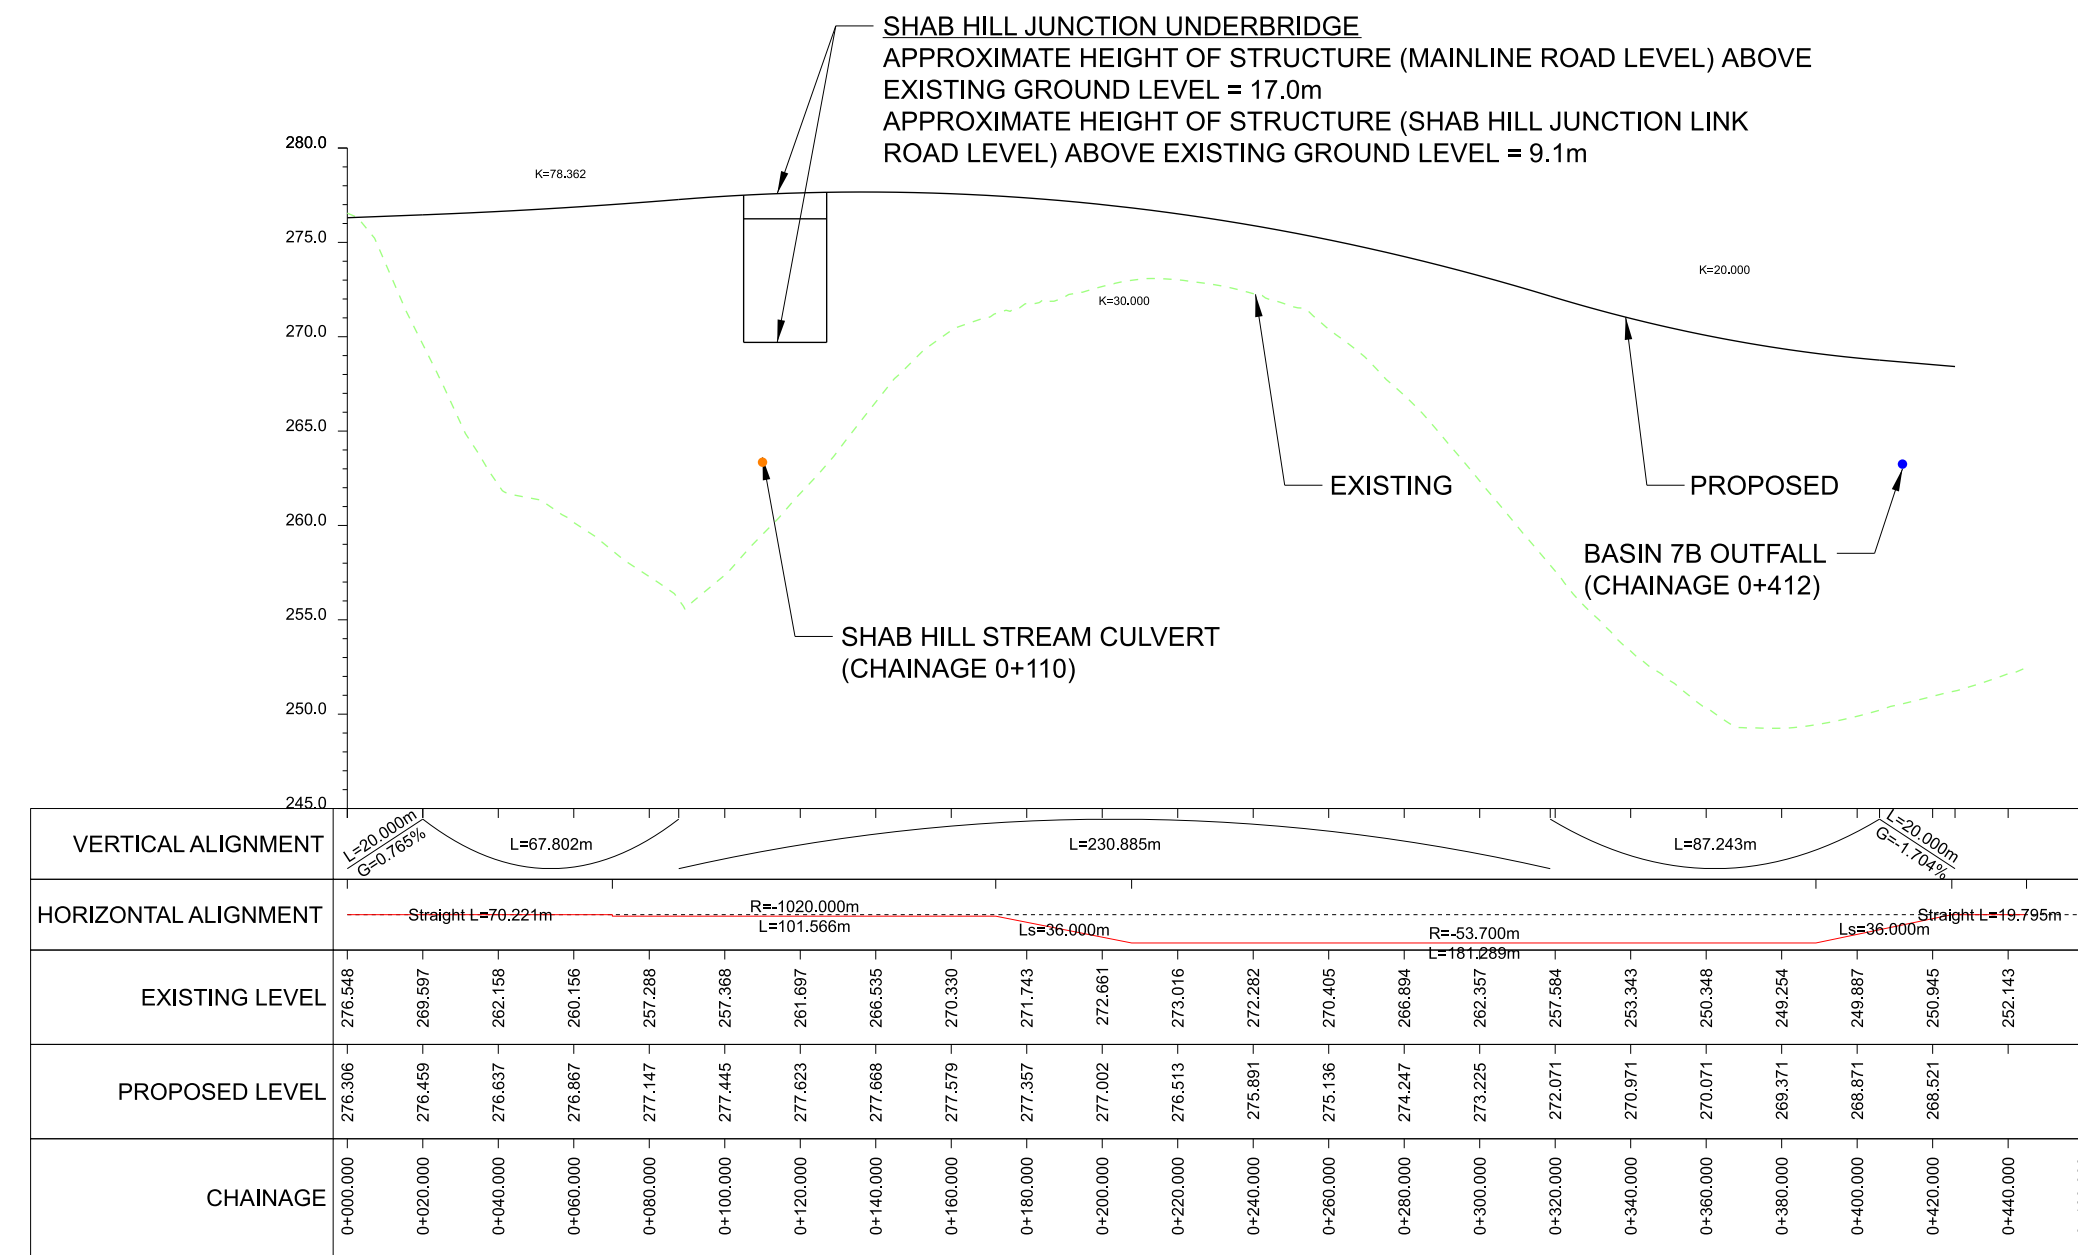 SHAB HILL JUNCTION UNDERBRIDGE
APPROXIMATE HEIGHT OF STRUCTURE (MAINLINE ROAD LEVEL) ABOVE
EXISTING GROUND LEVEL = 17.0m
APPROXIMATE HEIGHT OF STRUCTURE (SHAB HILL JUNCTION LINK
ROAD LEVEL) ABOVE EXISTING GROUND LEVEL = 9.1m
280.0
275.0
270.0
265.0
260.0
255.0
250.0
245.0
K=78.362
K=30.000
K=20.000
EXISTING
PROPOSED
BASIN 7B OUTFALL
(CHAINAGE 0+412)
SHAB HILL STREAM CULVERT
(CHAINAGE 0+110)
VERTICAL ALIGNMENT
L=20.000m
G=0.765%
L=67.802m
L=230.885m
L=87.243m
L=20.000m
G=-1.704%
HORIZONTAL ALIGNMENT
Straight L=70.221m
R=-1020.000m
L=101.566m
Ls=36.000m
R=-53.700m
L=181.289m
Ls=36.000m
Straight L=19.795m
EXISTING LEVEL
276.548
269.597
262.158
260.156
257.288
257.368
261.697
266.535
270.330
271.743
272.661
273.016
272.282
270.405
266.894
262.357
257.584
253.343
250.348
249.254
249.887
250.945
252.143
PROPOSED LEVEL
276.306
276.459
276.637
276.867
277.147
277.445
277.623
277.668
277.579
277.357
277.002
276.513
275.891
275.136
274.247
273.225
272.071
270.971
270.071
269.371
268.871
268.521
CHAINAGE
0+000.000
0+020.000
0+040.000
0+060.000
0+080.000
0+100.000
0+120.000
0+140.000
0+160.000
0+180.000
0+200.000
0+220.000
0+240.000
0+260.000
0+280.000
0+300.000
0+320.000
0+340.000
0+360.000
0+380.000
0+400.000
0+420.000
0+440.000